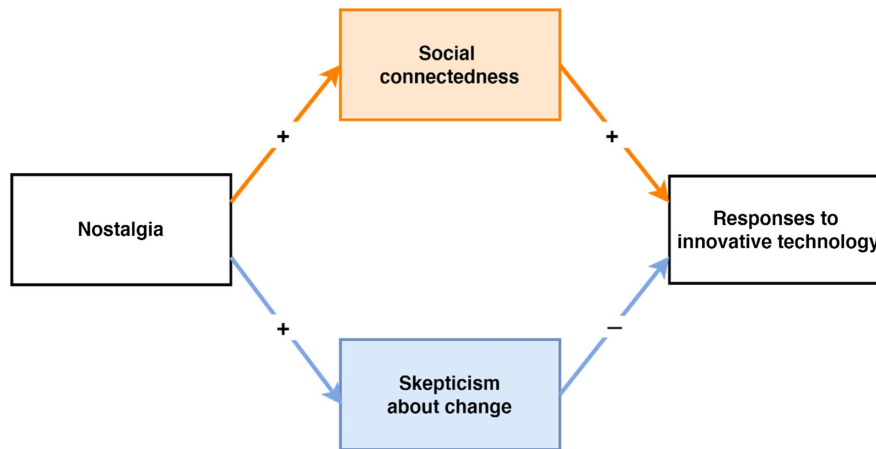 Social
connectedness
+
+
Nostalgia
Responses to
innovative technology
+
–
Skepticism
about change